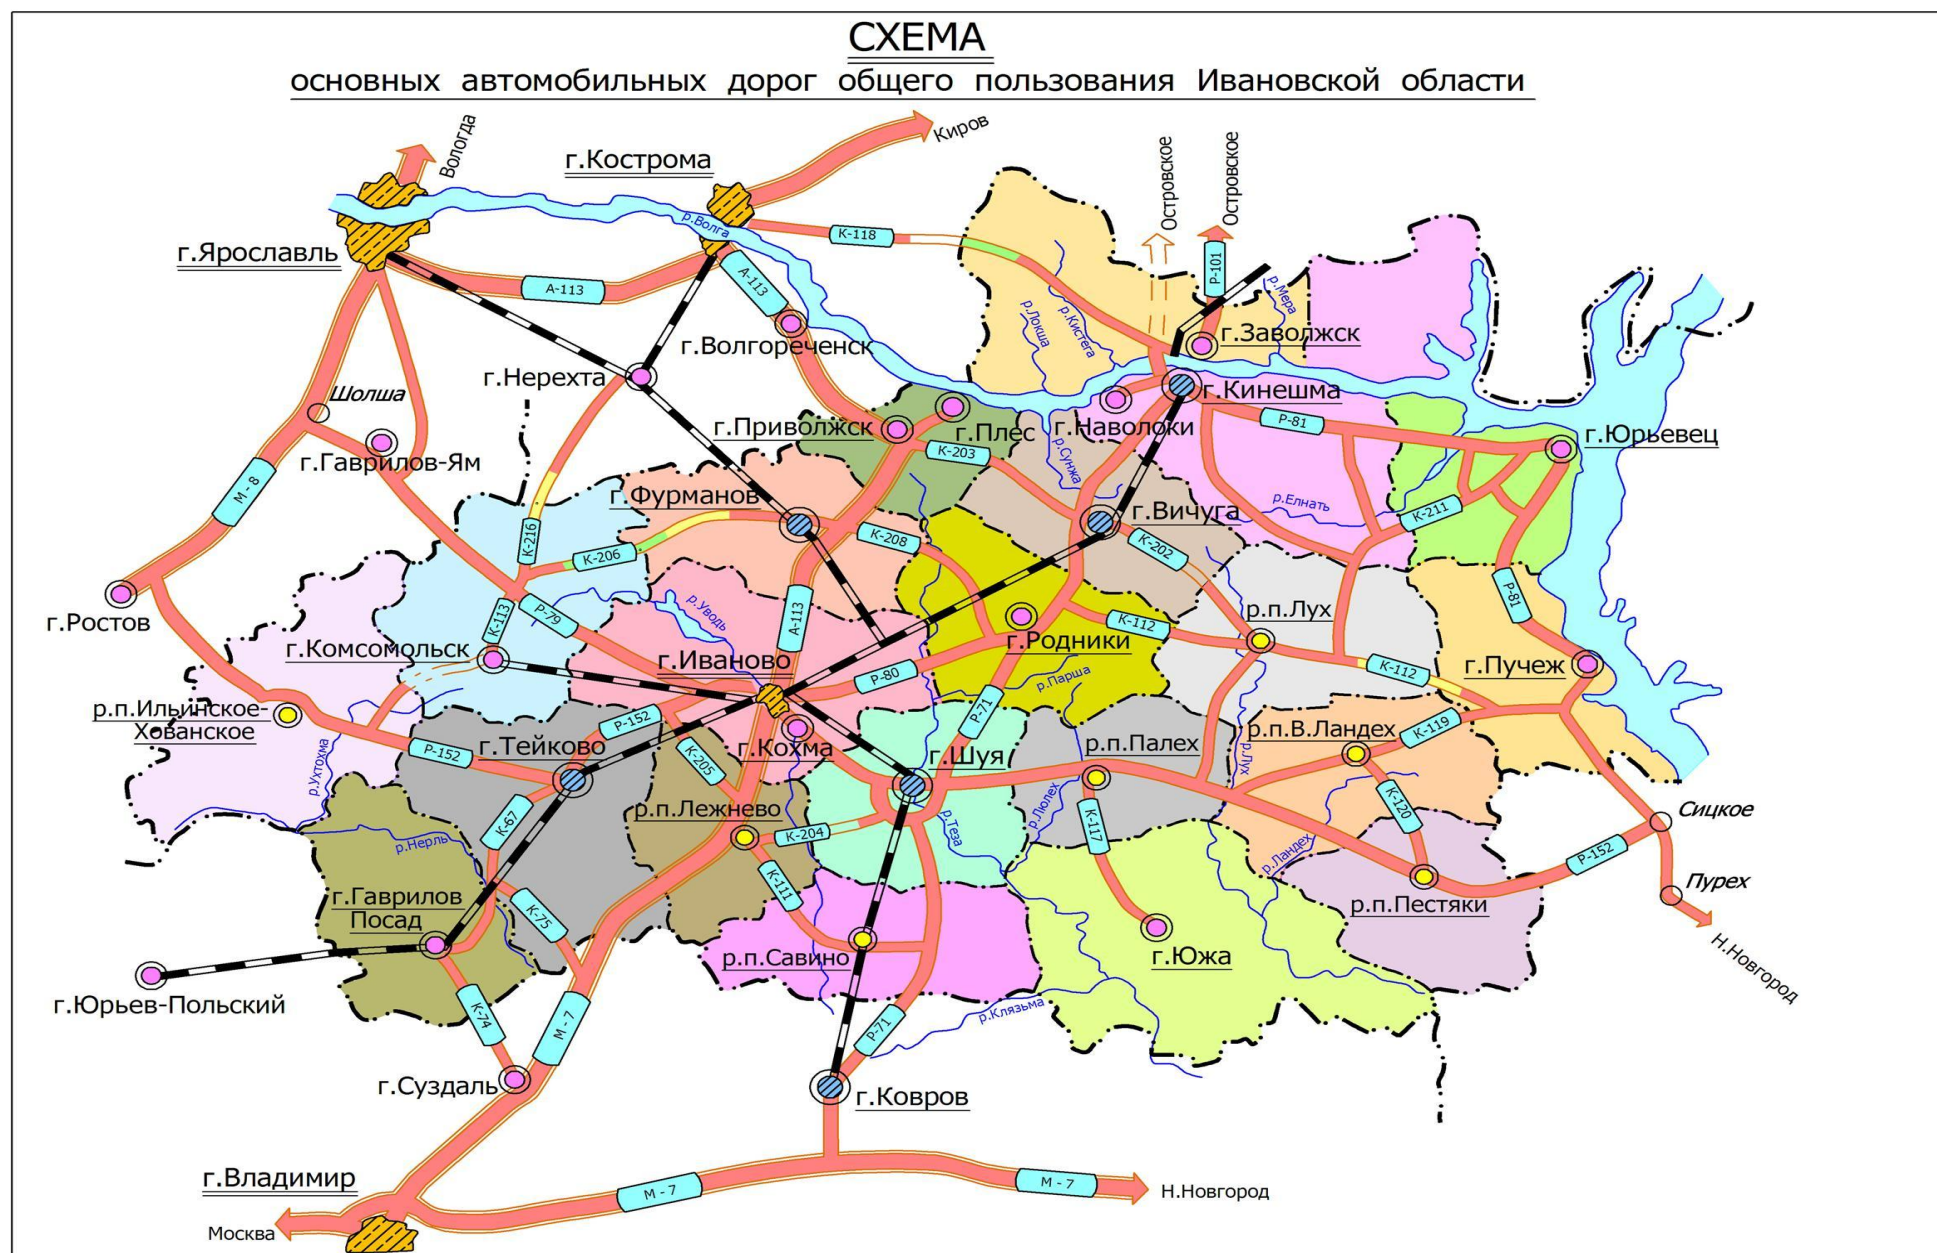 СХЕМА
основных автомобильных дорог общего пользования Ивановской области
Вологда
Киров
Островское
Островское
г.Кострома
г.Ярославль
р.Волга
К-118
А-113
А-113
Р-101
р.Мера
р.Кистега
р.Локша
г.Волгореченск
г.Заволжск
г.Нерехта
Шолша
г.Кинешма
г.Приволжск
г.Плес
г.Наволоки
Р-81
г.Юрьевец
г.Гаврилов-Ям
К-203
р.Сунжа
М - 8
г.Фурманов
г.Вичуга
р.Елнать
К-211
К-216
К-206
К-208
К-202
г.Ростов
К-113
Р-79
р.Уводь
А-113
Р-81
г.Комсомольск
г.Иваново
г.Родники
К-112
р.п.Лух
К-112
г.Пучеж
Р-80
р.Парша
р.п.Ильинское-
Хованское
Р-152
Р-152
г.Тейково
К-205
г.Кохма
Р-71
г.Шуя
р.п.Палех
р.Лух
р.п.В.Ландех
К-119
р.Ухтохма
К-67
р.п.Лежнево
К-204
р.Теза
р.Люлех
К-117
К-120
Сицкое
р.Нерль
К-111
р.Ландех
Р-152
Пурех
г.Гаврилов
Посад
К-75
р.п.Савино
г.Южа
р.п.Пестяки
Н.Новгород
г.Юрьев-Польский
К-74
М - 7
Р-71
р.Клязьма
г.Суздаль
г.Ковров
г.Владимир
М - 7
М - 7
Н.Новгород
Москва